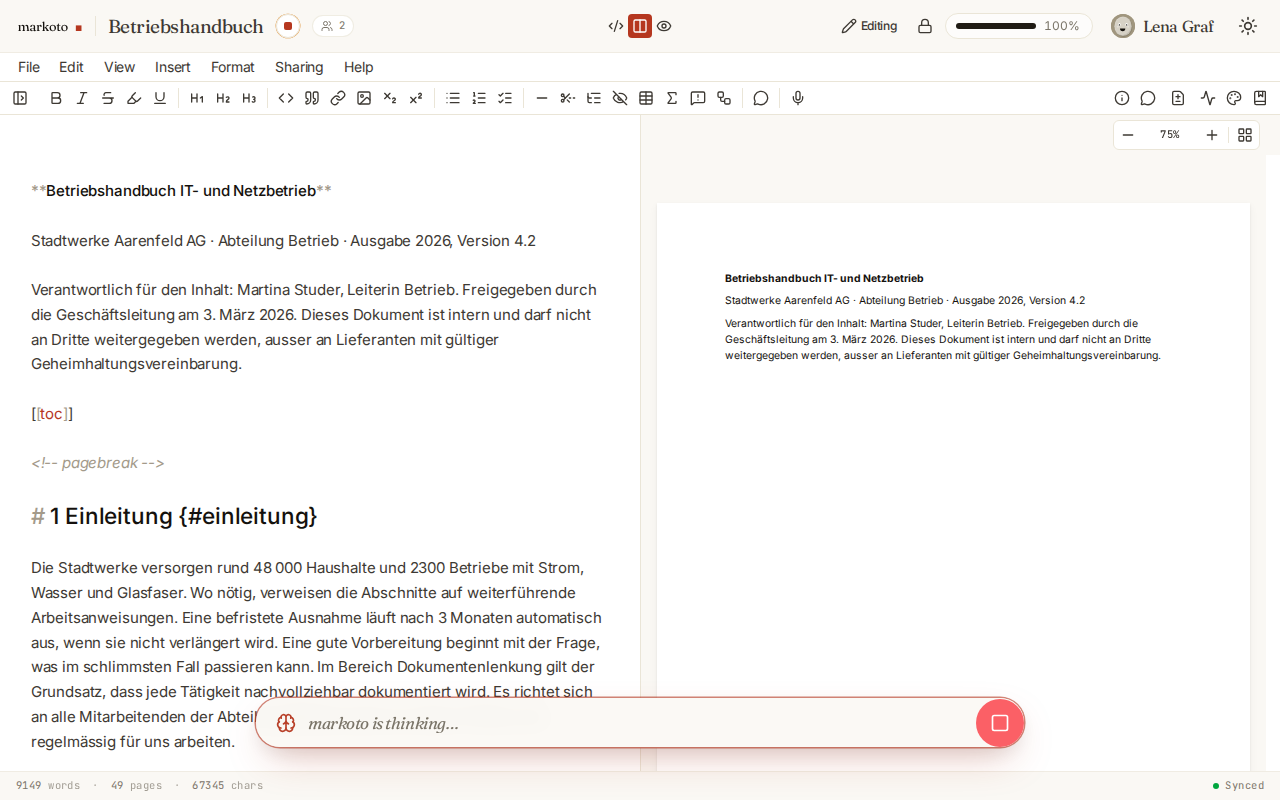 markoto
Betriebshandbuch
2
Editing
100%
Lena Graf
File Edit View Insert Format Sharing Help
H1 H2 H3
75%
**Betriebshandbuch IT- und Netzbetrieb**
Stadtwerke Aarenfeld AG · Abteilung Betrieb · Ausgabe 2026, Version 4.2
Verantwortlich für den Inhalt: Martina Studer, Leiterin Betrieb. Freigegeben durch
die Geschäftsleitung am 3. März 2026. Dieses Dokument ist intern und darf nicht
an Dritte weitergegeben werden, ausser an Lieferanten mit gültiger
Geheimhaltungsvereinbarung.
[[toc]]
<!-- pagebreak -->
# 1 Einleitung {#einleitung}
Die Stadtwerke versorgen rund 48 000 Haushalte und 2300 Betriebe mit Strom,
Wasser und Glasfaser. Wo nötig, verweisen die Abschnitte auf weiterführende
Arbeitsanweisungen. Eine befristete Ausnahme läuft nach 3 Monaten automatisch
aus, wenn sie nicht verlängert wird. Eine gute Vorbereitung beginnt mit der Frage,
was im schlimmsten Fall passieren kann. Im Bereich Dokumentenlenkung gilt der
Grundsatz, dass jede Tätigkeit nachvollziehbar dokumentiert wird. Es richtet sich
an alle Mitarbeitenden der
regelmässig für uns arbeiten.
Betriebshandbuch IT- und Netzbetrieb
Stadtwerke Aarenfeld AG · Abteilung Betrieb · Ausgabe 2026, Version 4.2
Verantwortlich für den Inhalt: Martina Studer, Leiterin Betrieb. Freigegeben durch die
Geschäftsleitung am 3. März 2026. Dieses Dokument ist intern und darf nicht an Dritte
weitergegeben werden, ausser an Lieferanten mit gültiger Geheimhaltungsvereinbarung.
markoto is thinking...
9149 words · 49 pages · 67345 chars
Synced